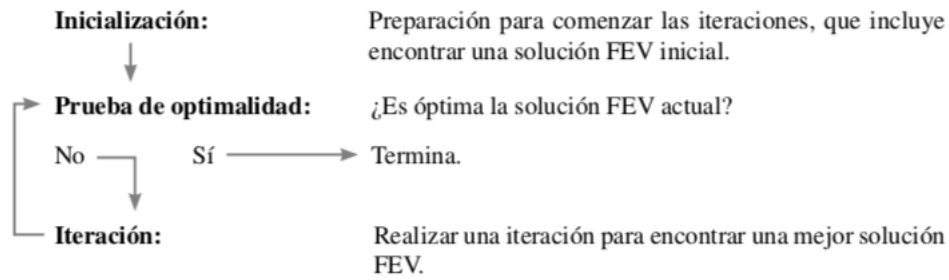 Inicialización: Preparación para comenzar las iteraciones, que incluye
encontrar una solución FEV inicial.
Prueba de optimalidad: ¿Es óptima la solución FEV actual?
No Sí Termina.
Iteración: Realizar una iteración para encontrar una mejor solución
FEV.